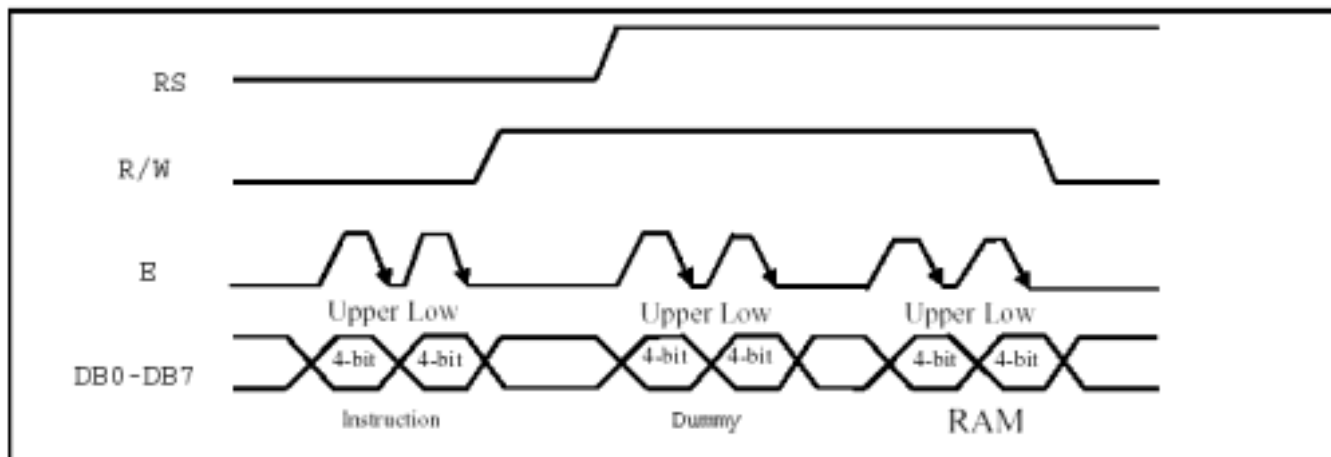 RS
R/W
E
Upper Low Upper Low Upper Low
DB0-DB7 4-bit 4-bit 4-bit 4-bit 4-bit 4-bit
Instruction Dummy RAM